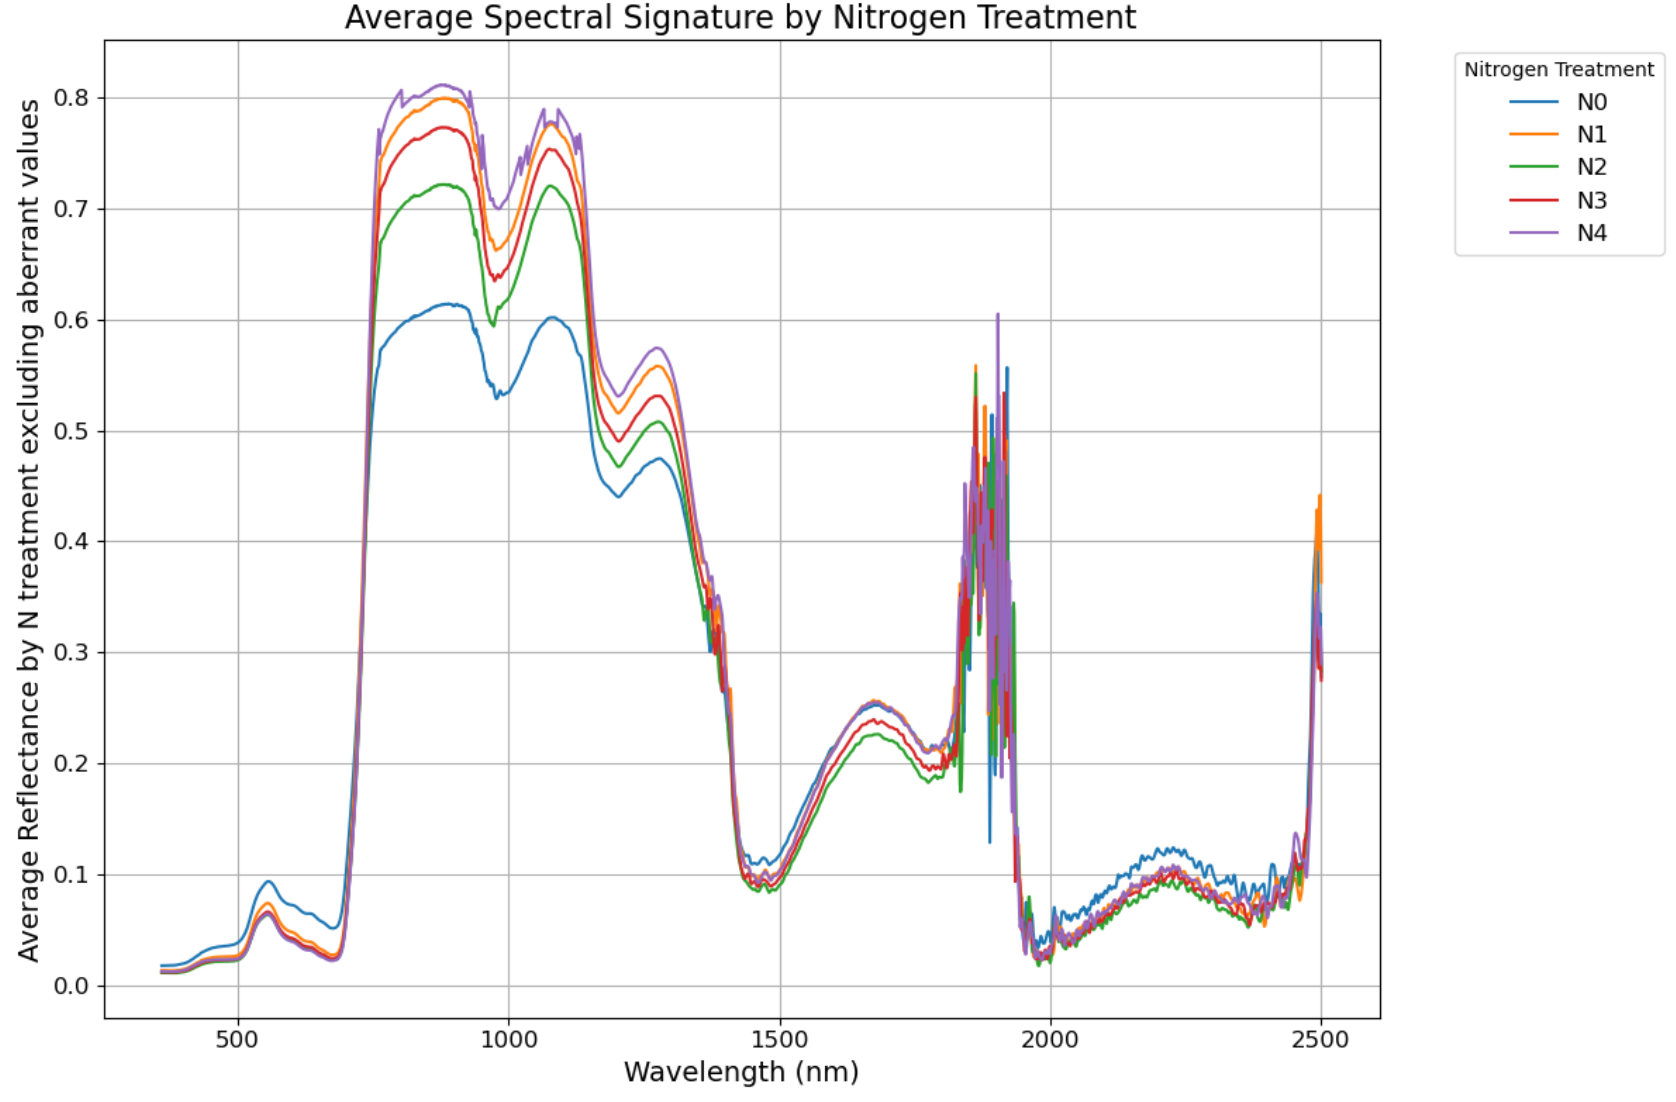 Average Spectral Signature by Nitrogen Treatment
Average Reflectance by N treatment excluding aberrant values
0.8
0.7
0.6
0.5
0.4
0.3
0.2
0.1
0.0
500
1000
1500
2000
2500
Wavelength (nm)
Nitrogen Treatment
N0
N1
N2
N3
N4